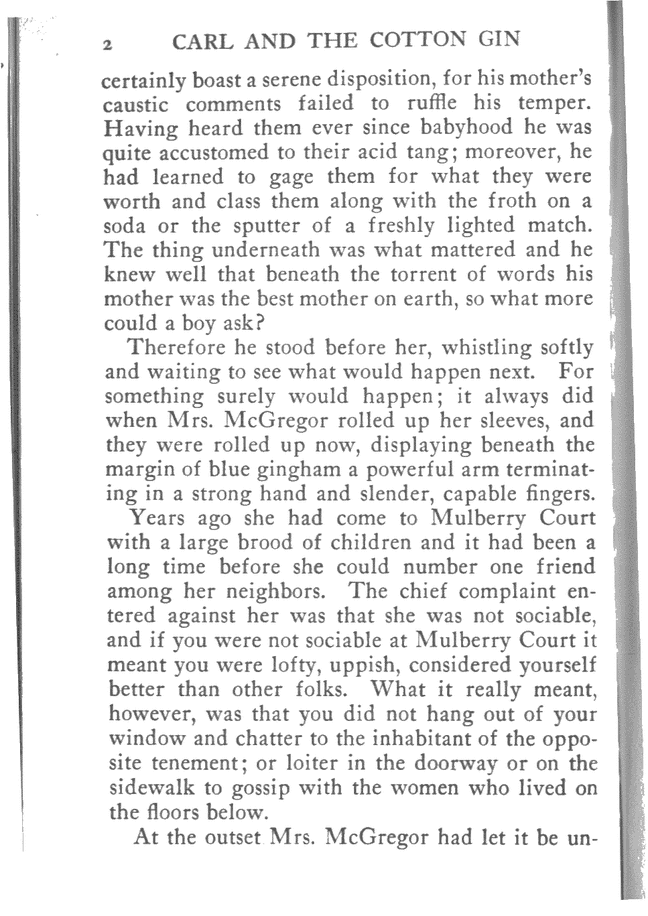 2 CARL AND THE COTTON GIN
certainly boast a serene disposition, for his mother's
caustic comments failed to ruffle his temper.
Having heard them ever since babyhood he was
quite accustomed to their acid tang; moreover, he
had learned to gage them for what they were
worth and class them along with the froth on a
soda or the sputter of a freshly lighted match.
The thing underneath was what mattered and he
knew well that beneath the torrent of words his
mother was the best mother on earth, so what more
could a boy ask?
Therefore he stood before her, whistling softly
and waiting to see what would happen next. For
something surely would happen; it always did
when Mrs. McGregor rolled up her sleeves, and
they were rolled up now, displaying beneath the
margin of blue gingham a powerful arm terminat-
ing in a strong hand and slender, capable fingers.
Years ago she had come to Mulberry Court
with a large brood of children and it had been a
long time before she could number one friend
among her neighbors. The chief complaint en-
tered against her was that she was not sociable,
and if you were not sociable at Mulberry Court it
meant you were lofty, uppish, considered yourself
better than other folks. What it really meant,
however, was that you did not hang out of your
window and chatter to the inhabitant of the oppo-
site tenement; or loiter in the doorway or on the
sidewalk to gossip with the women who lived on
the floors below.
At the outset Mrs. McGregor had let it be un-